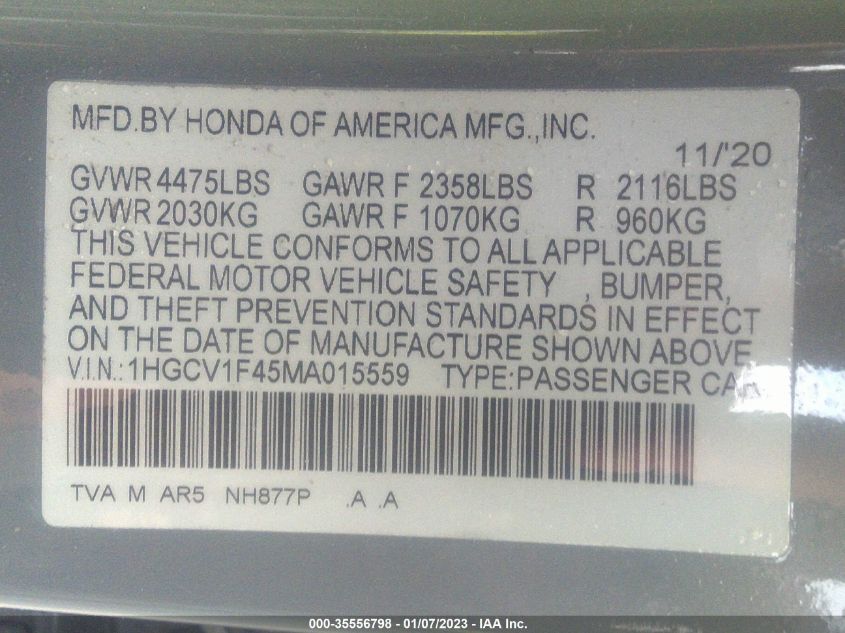 MFD.BY HONDA OF AMERICA MFG.,INC.
11/'20
GVWR 4475LBS GAWR F 2358LBS R 2116LBS
GVWR 2030KG GAWR F 1070KG R 960KG
THIS VEHICLE CONFORMS TO ALL APPLICABLE
FEDERAL MOTOR VEHICLE SAFETY , BUMPER,
AND THEFT PREVENTION STANDARDS IN EFFECT
ON THE DATE OF MANUFACTURE SHOWN ABOVE
V.I.N.:1HGCV1F45MA015559 TYPE:PASSENGER CAR
TVA M AR5 NH877P .A .A
000-35556798 - 01/07/2023 - IAA Inc.